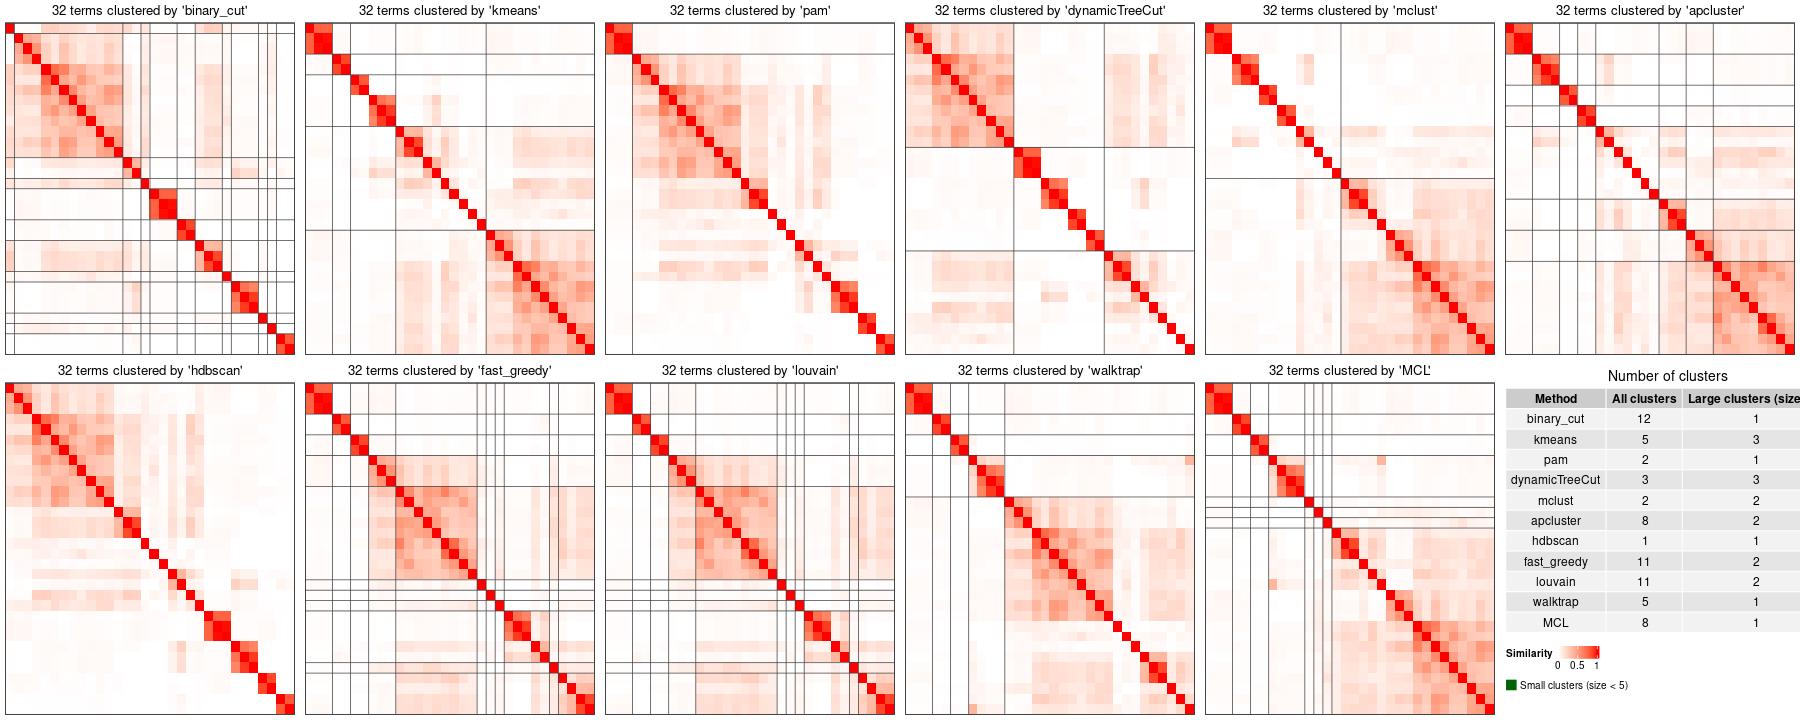 32 terms clustered by 'binary_cut'
32 terms clustered by 'kmeans'
32 terms clustered by 'pam'
32 terms clustered by 'dynamicTreeCut'
32 terms clustered by 'mclust'
32 terms clustered by 'apcluster'
32 terms clustered by 'hdbscan'
32 terms clustered by 'fast_greedy'
32 terms clustered by 'louvain'
32 terms clustered by 'walktrap'
32 terms clustered by 'MCL'
Number of clusters
Method All clusters Large clusters (size
binary_cut 12 1
kmeans 5 3
pam 2 1
dynamicTreeCut 3 3
mclust 2 2
apcluster 8 2
hdbscan 1 1
fast_greedy 11 2
louvain 11 2
walktrap 5 1
MCL 8 1
Similarity
0 0.5 1
Small clusters (size < 5)